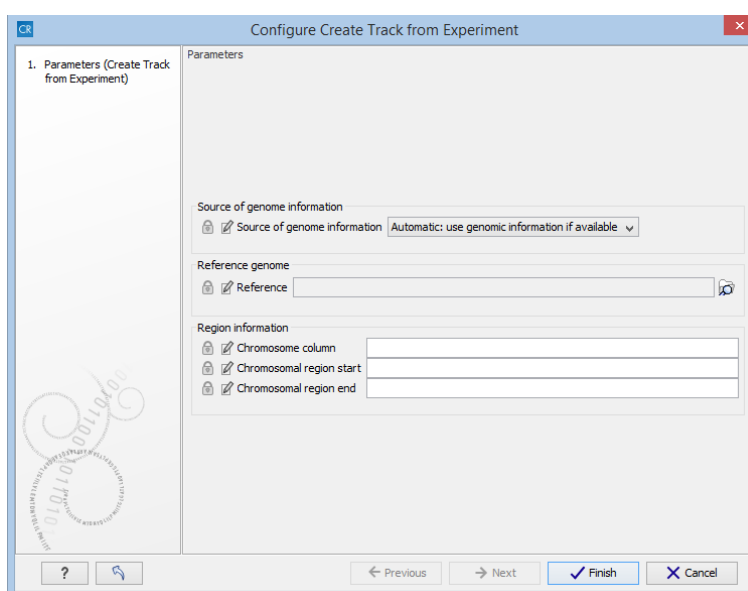 CR
Configure Create Track from Experiment
1. Parameters (Create Track
from Experiment)
Parameters
Source of genome information
Source of genome information Automatic: use genomic information if available
Reference genome
Reference
Region information
Chromosome column
Chromosomal region start
Chromosomal region end
? Previous Next Finish Cancel